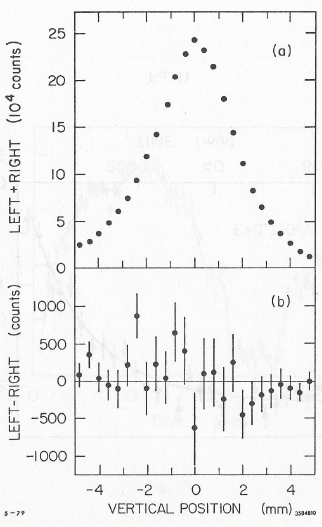 (a)
LEFT+RIGHT (10⁴ counts)
25
20
15
10
5
0
(b)
LEFT-RIGHT (counts)
1000
500
0
-500
-1000
-4 -2 0 2 4
VERTICAL POSITION (mm)
5-79
3584B10